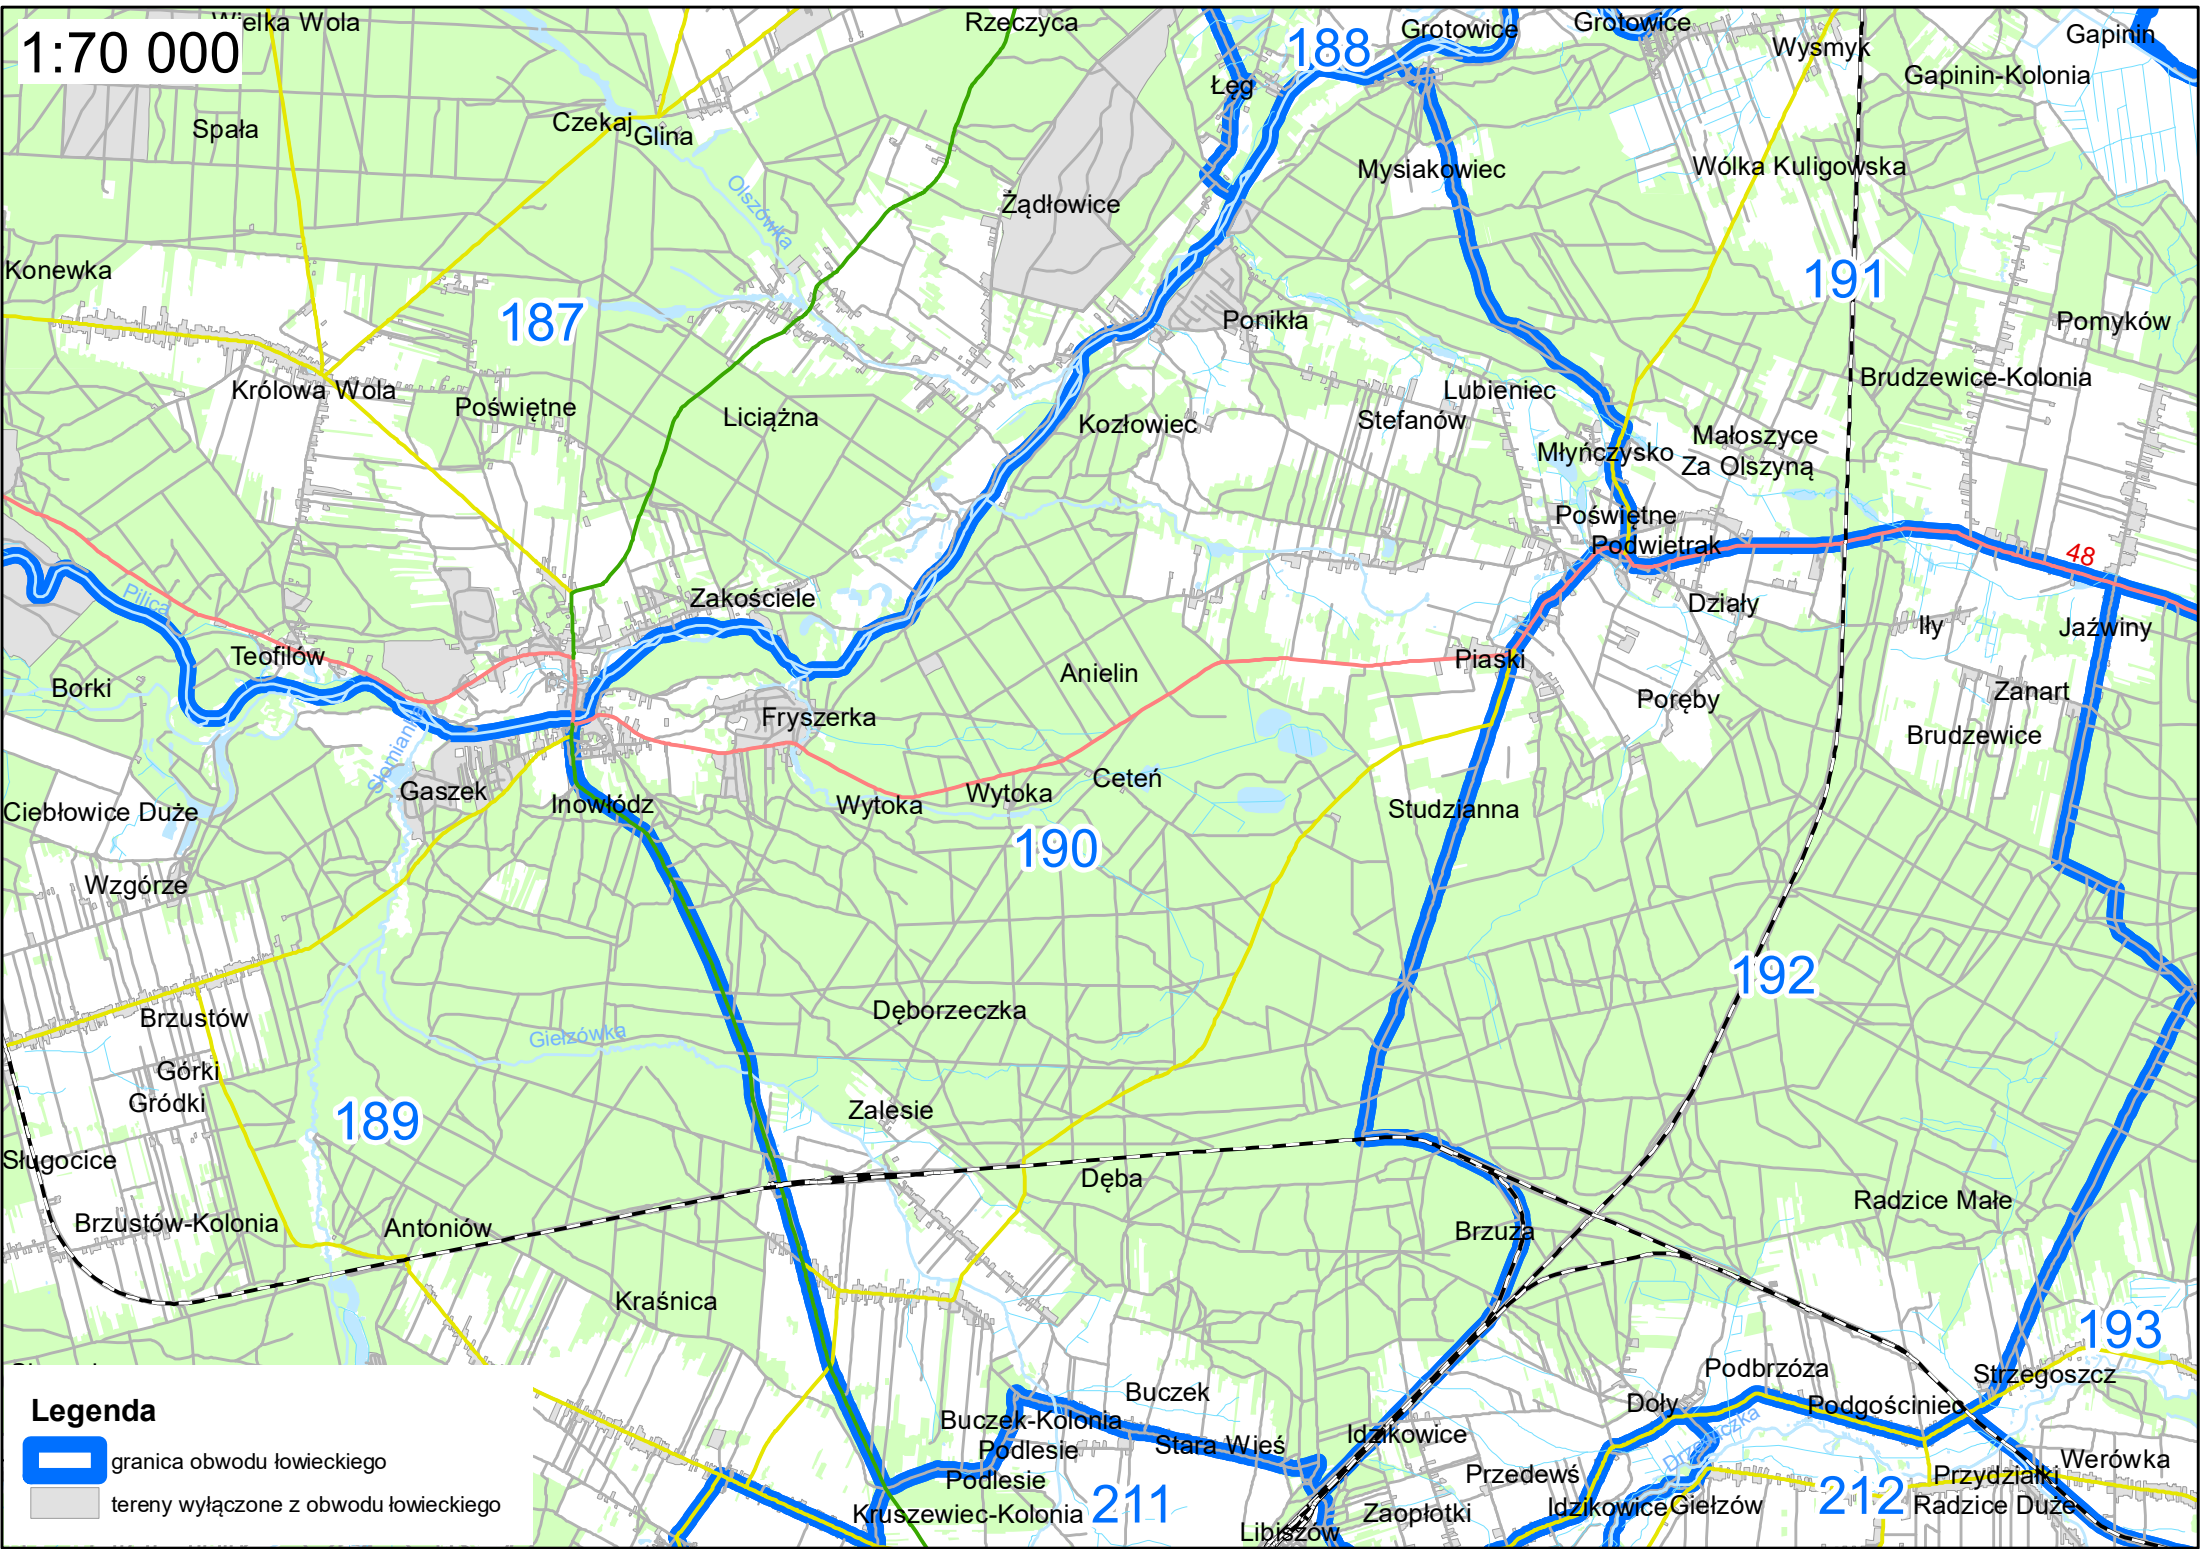 Wielka Wola
Rzeczyca
Grotowice
Grotowice
Wysmyk
Gapinin
1:70 000
188
Gapinin-Kolonia
Łęg
Czekaj
Glina
Spała
Mysiakowiec
Wólka Kuligowska
Olszówka
Żądłowice
Konewka
187
191
Ponikła
Pomyków
Królowa Wola
Poświętne
Liciążna
Kozłowiec
Stefanów
Lubieniec
Brudzewice-Kolonia
Młyńczysko
Małoszyce
Za Olszyną
Poświętne
Podwietrak
48
Pilica
Zakościele
Działy
Iły
Jaźwiny
Teofilów
Borki
Anielin
Piaski
Poręby
Zanart
Brudzewice
Fryszerka
Gaszek
Inowłódz
Wytoka
Wytoka
Ceteń
Studzianna
Ciebłowice Duże
190
Wzgórze
192
Brzustów
Dęborzeczka
Giełzówka
Górki
Gródki
189
Zalesie
Sługocice
Dęba
Brzustów-Kolonia
Antoniów
Brzuza
Radzice Małe
Kraśnica
193
Podbrzóza
Strzegoszcz
Buczek
Doły
Podgościniec
Buczek-Kolonia
Podlesie
Stara Wieś
Idzikowice
Drzewiczka
Podlesie
Przedewś
Przydziałki
Werówka
Kruszewiec-Kolonia
211
Zaopłotki
Idzikowice
Giełzów
212
Radzice Duże
Libiszów
Legenda
granica obwodu łowieckiego
tereny wyłączone z obwodu łowieckiego